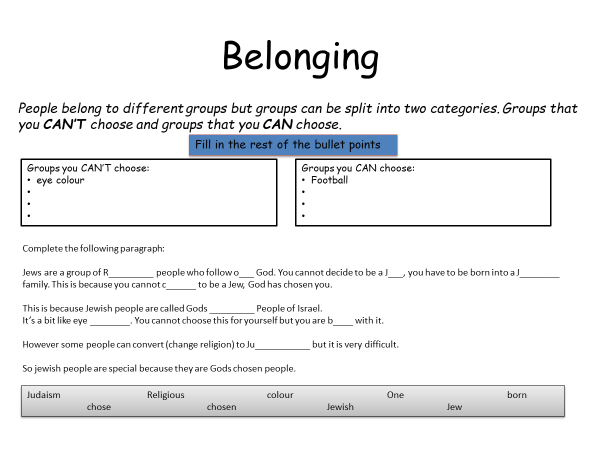 Belonging
People belong to different groups but groups can be split into two categories. Groups that
you CAN'T choose and groups that you CAN choose.
Fill in the rest of the bullet points
Groups you CAN'T choose:
• eye colour
•
•
•
Groups you CAN choose:
• Football
•
•
•
Complete the following paragraph:
Jews are a group of R_________ people who follow o___ God. You cannot decide to be a J___, you have to be born into a J________
family. This is because you cannot c______ to be a Jew, God has chosen you.
This is because Jewish people are called Gods _________ People of Israel.
It's a bit like eye ________. You cannot choose this for yourself but you are b____ with it.
However some people can convert (change religion) to Ju___________ but it is very difficult.
So jewish people are special because they are Gods chosen people.
Judaism Religious colour One born
chose chosen Jewish Jew